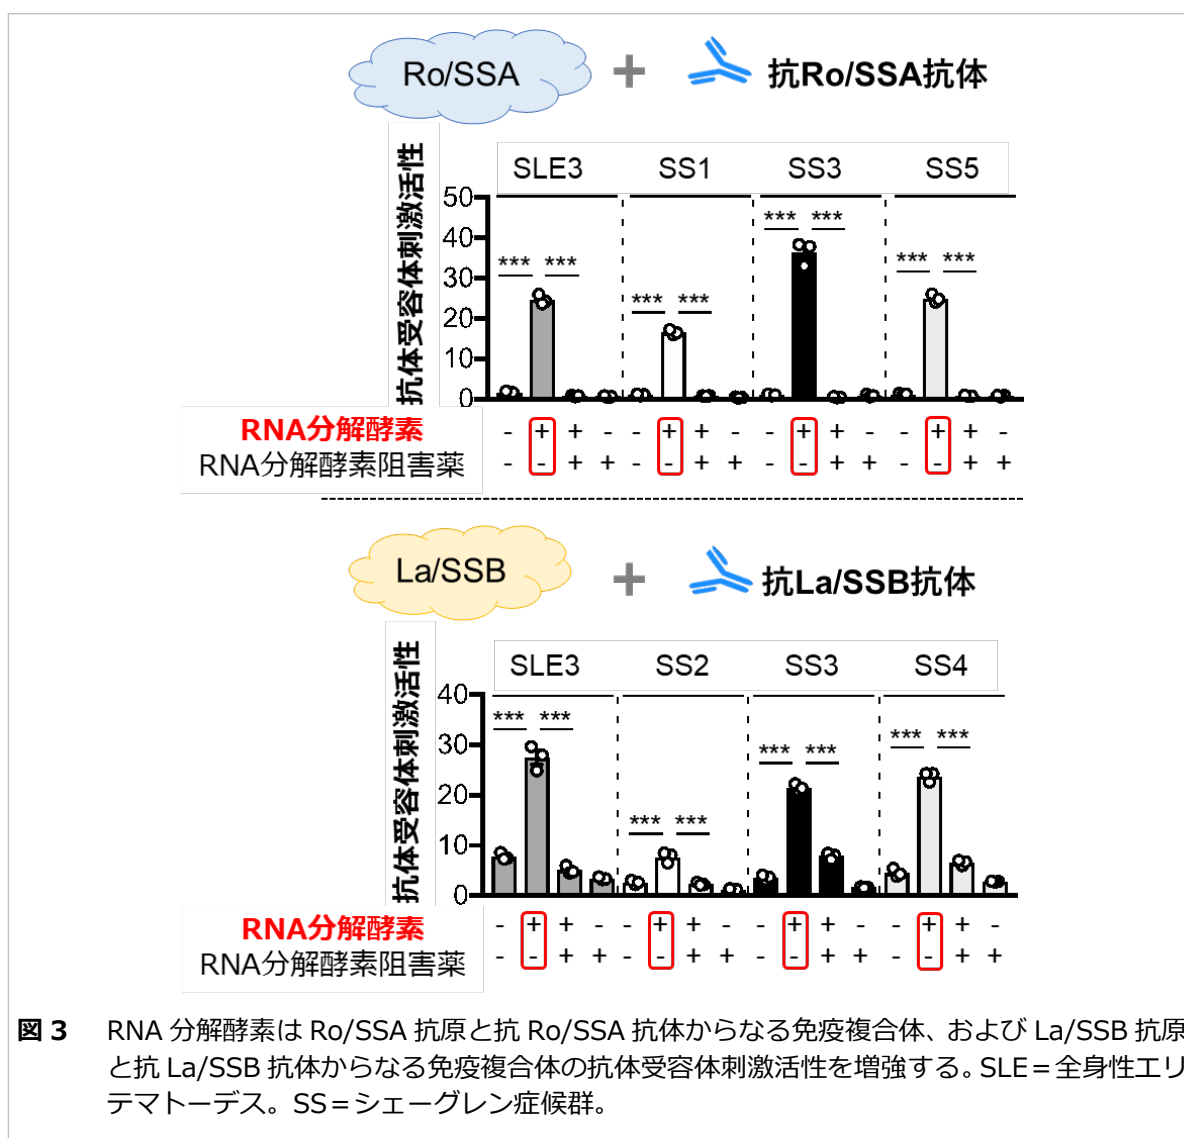 Ro/SSA + 抗Ro/SSA抗体
抗体受容体刺激活性
SLE3 SS1 SS3 SS5
50
40
30
20
10
0
*** *** *** *** *** *** *** ***
RNA分解酵素 - + + - - + + - - + + - - + + -
RNA分解酵素阻害薬 - - + + - - + + - - + + - - + +
La/SSB + 抗La/SSB抗体
抗体受容体刺激活性
SLE3 SS2 SS3 SS4
40
30
20
10
0
*** *** *** *** *** *** *** ***
RNA分解酵素 - + + - - + + - - + + - - + + -
RNA分解酵素阻害薬 - - + + - - + + - - + + - - + +
図 3 RNA 分解酵素は Ro/SSA 抗原と抗 Ro/SSA 抗体からなる免疫複合体、および La/SSB 抗原
と抗 La/SSB 抗体からなる免疫複合体の抗体受容体刺激活性を増強する。SLE＝全身性エリ
テマトーデス。SS＝シェーグレン症候群。